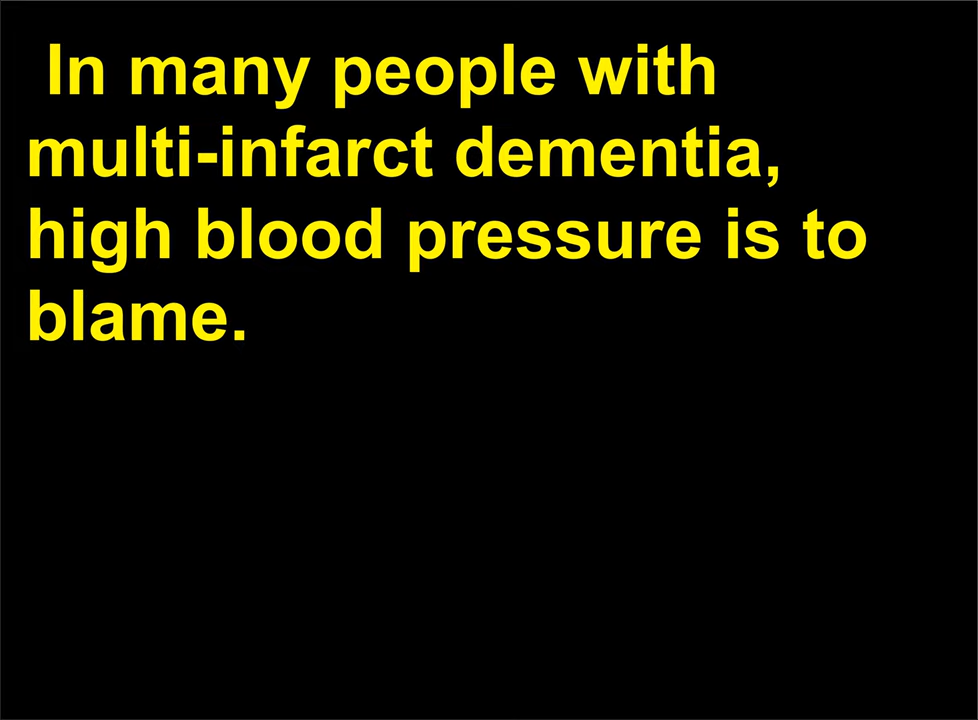 In many people with
multi-infarct dementia,
high blood pressure is to
blame.